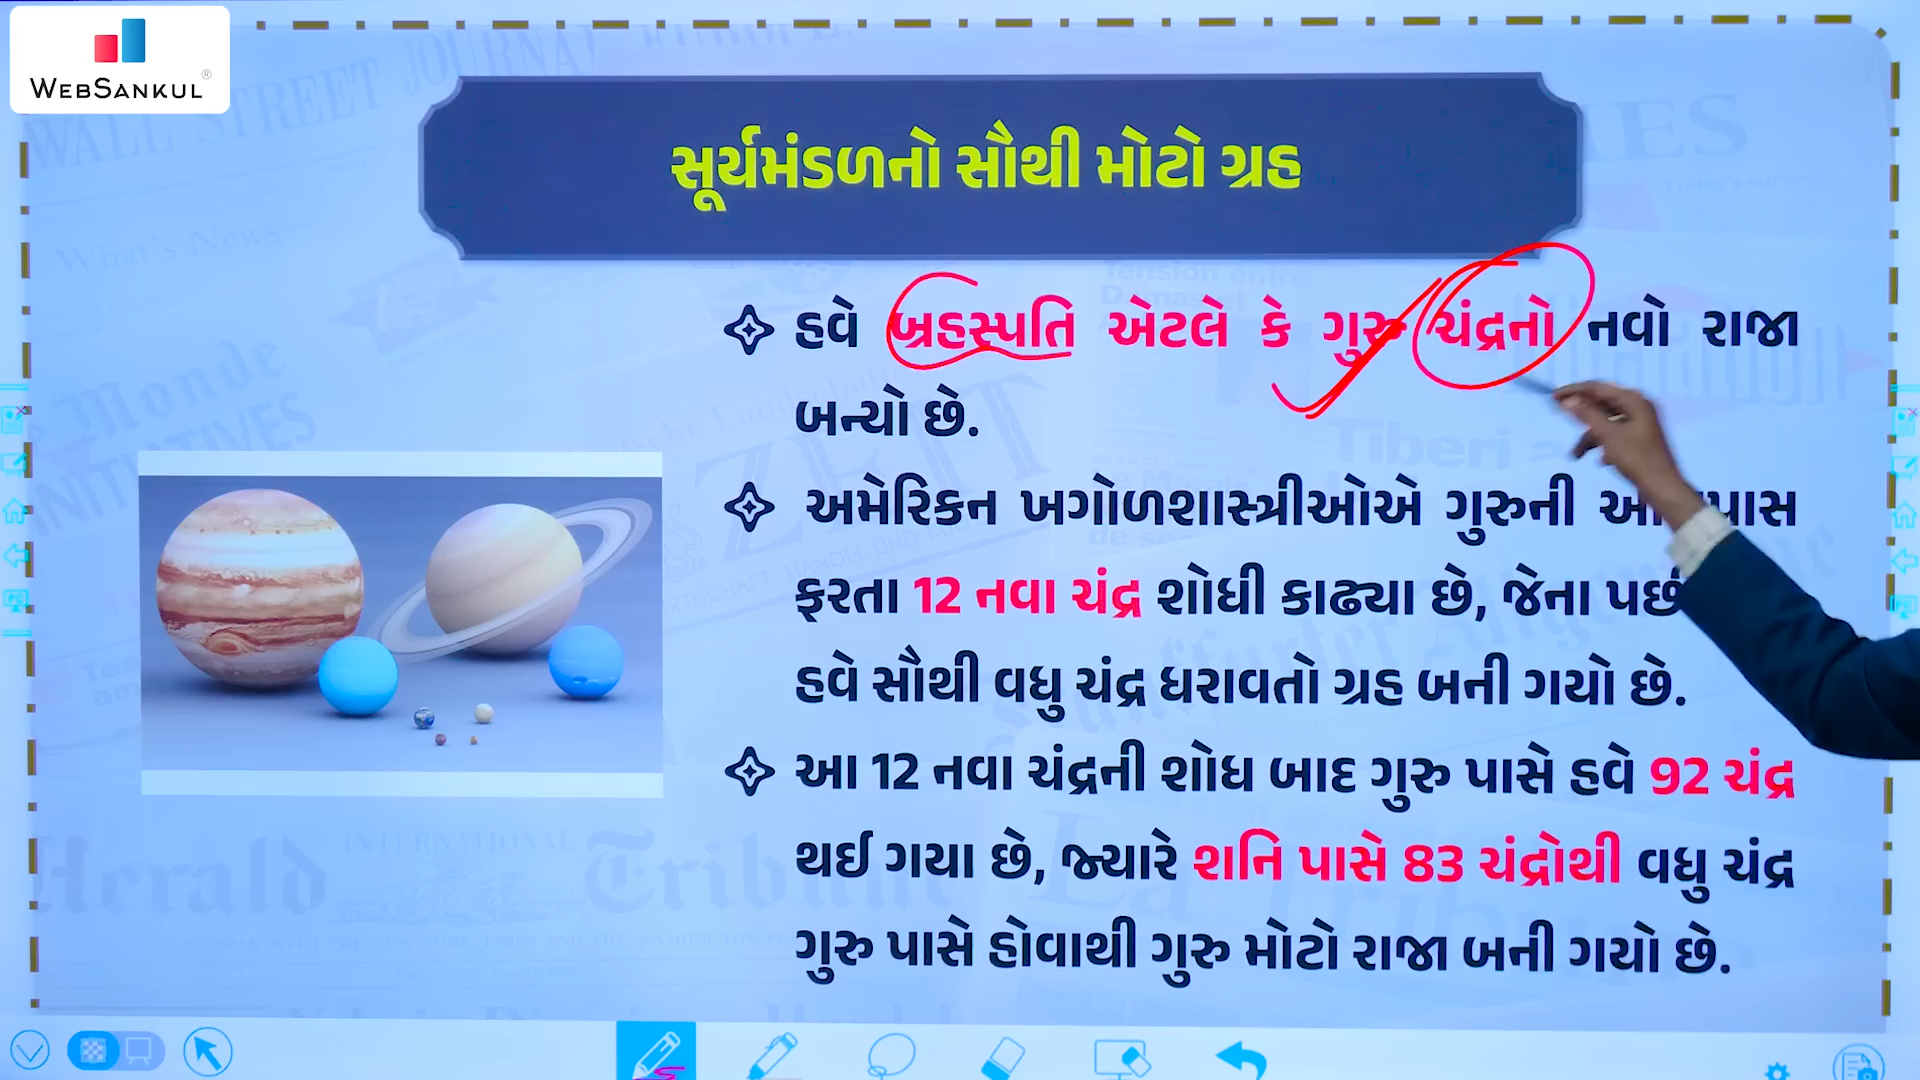 WEBSANKUL
સૂર્યમંડળનો સૌથી મોટો ગ્રહ
હવે બ્રહસ્પતિ એટલે કે ગુરુ ચંદ્રનો નવો રાજા
બન્યો છે.
અમેરિકન ખગોળશાસ્ત્રીઓએ ગુરુની
ફરતા 12 નવા ચંદ્ર શોધી કાઢ્યા છે, જેના પછી
હવે સૌથી વધુ ચંદ્ર ધરાવતો ગ્રહ બની ગયો છે.
આ 12 નવા ચંદ્રની શોધ બાદ ગુરુ પાસે હવે 92 ચંદ્ર
થઈ ગયા છે, જ્યારે શનિ પાસે 83 ચંદ્રોથી વધુ ચંદ્ર
ગુરુ પાસે હોવાથી ગુરુ મોટો રાજા બની ગયો છે.